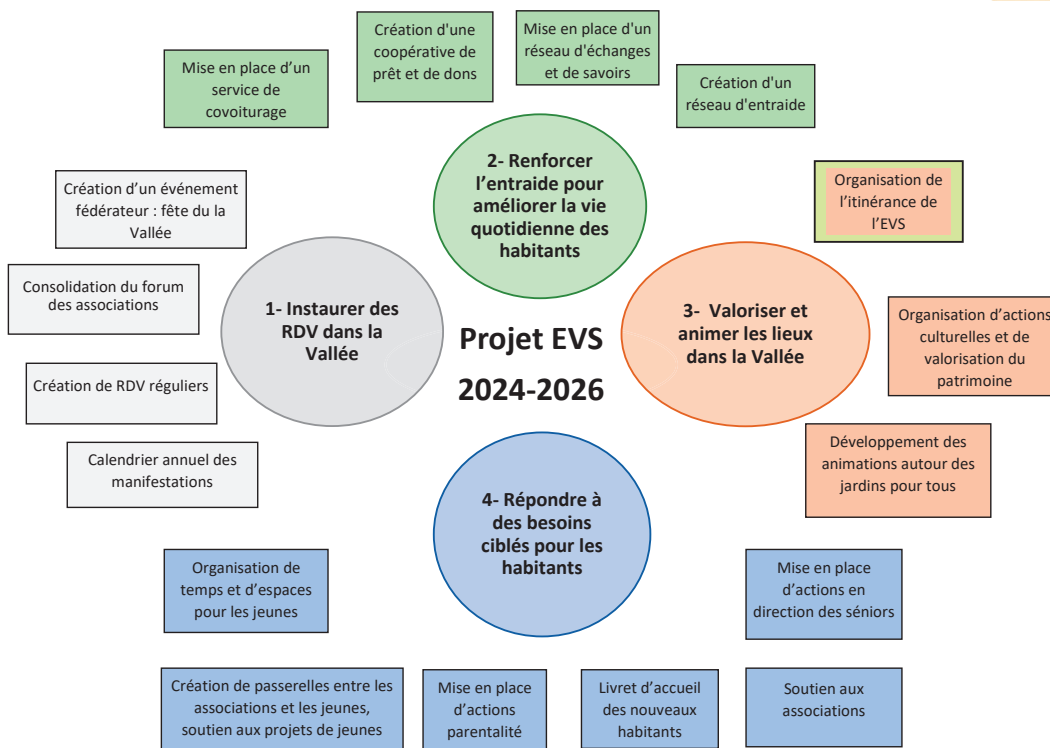 Création d'une
coopérative de
prêt et de dons
Mise en place d'un
réseau d'échanges
et de savoirs
Mise en place d'un
service de
covoiturage
Création d'un
réseau d'entraide
2- Renforcer
l'entraide pour
améliorer la vie
quotidienne des
habitants
Création d'un événement
fédérateur : fête du la
Vallée
Organisation de
l'itinérance de
l'EVS
Consolidation du forum
des associations
1- Instaurer des
RDV dans la
Vallée
Projet EVS
2024-2026
3- Valoriser et
animer les lieux
dans la Vallée
Organisation d'actions
culturelles et de
valorisation du
patrimoine
Création de RDV réguliers
Calendrier annuel des
manifestations
Développement des
animations autour des
jardins pour tous
4- Répondre à
des besoins
ciblés pour les
habitants
Organisation de
temps et d'espaces
pour les jeunes
Mise en place
d'actions en
direction des séniors
Création de passerelles entre les
associations et les jeunes,
soutien aux projets de jeunes
Mise en place
d'actions
parentalité
Livret d'accueil
des nouveaux
habitants
Soutien aux
associations